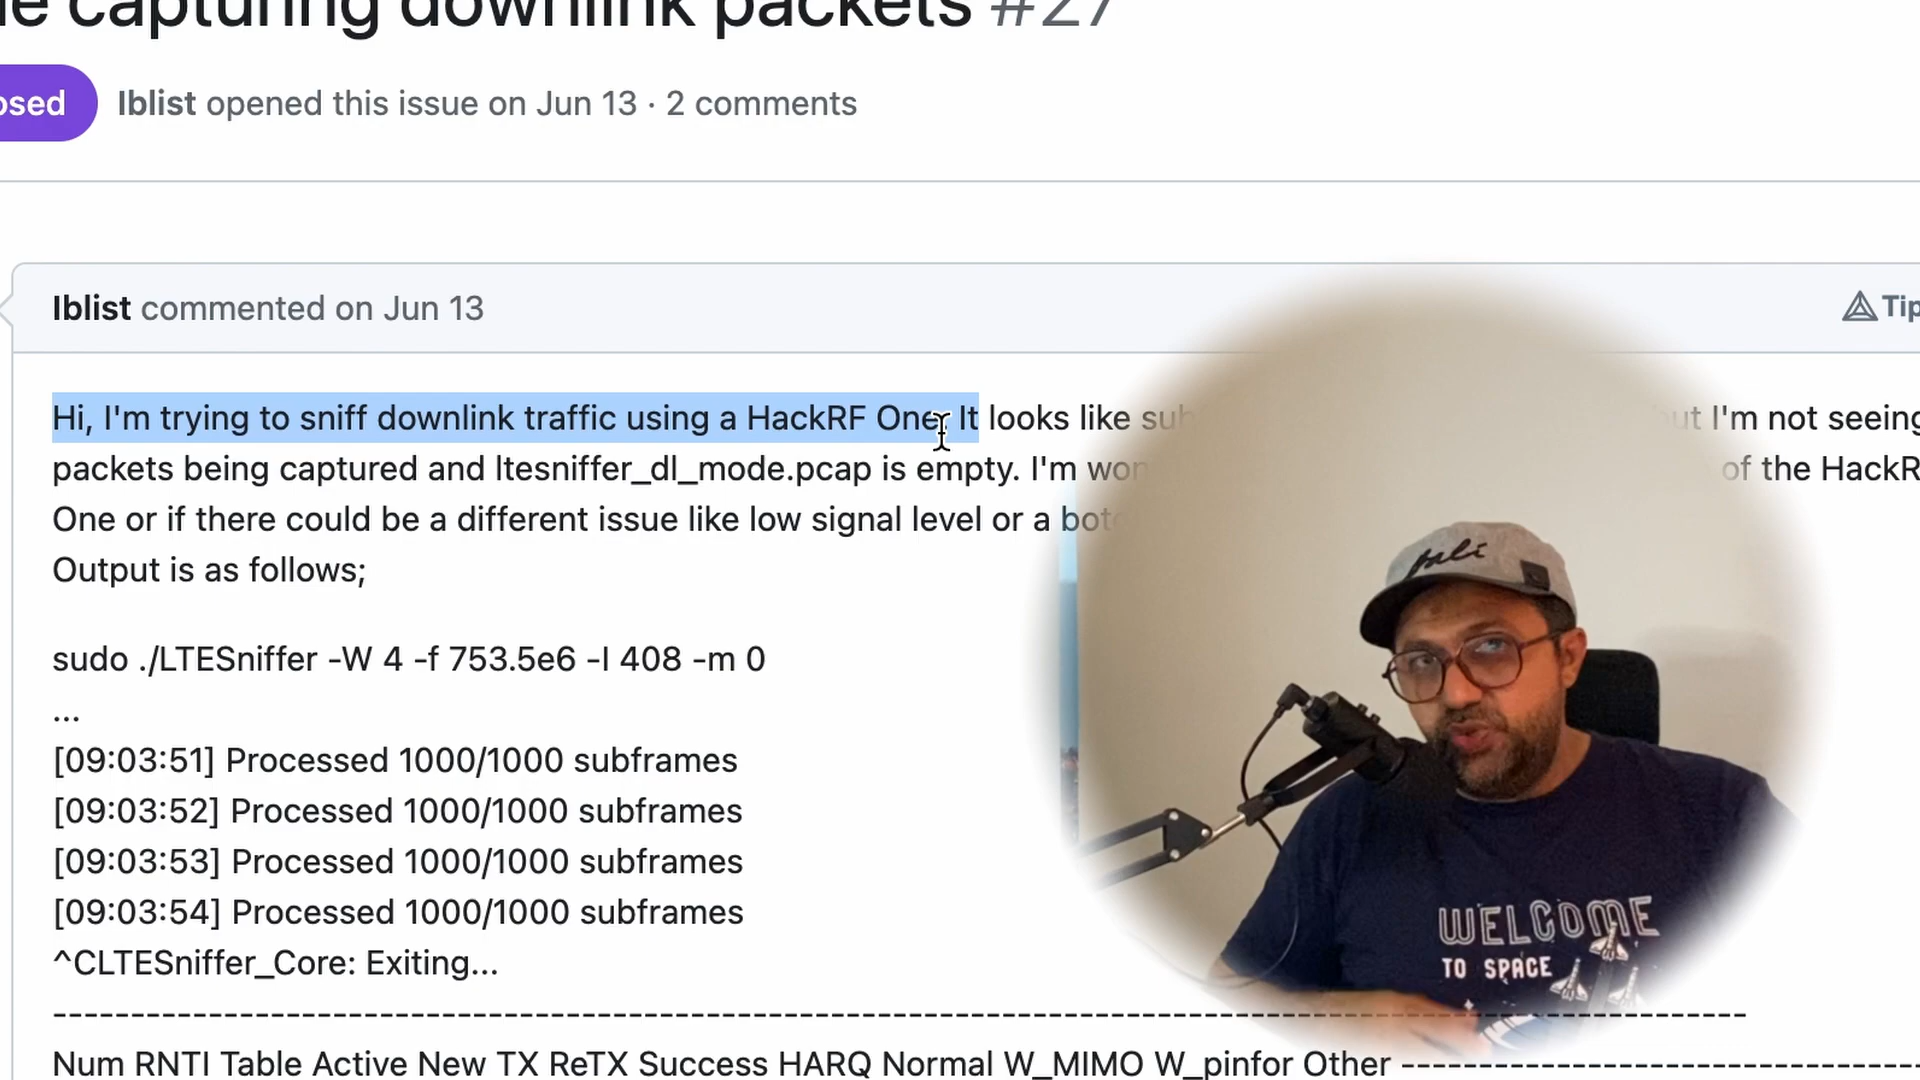 capturing downlink packets #27
osed
Iblist opened this issue on Jun 13 · 2 comments
Iblist commented on Jun 13
Tip
Hi, I'm trying to sniff downlink traffic using a HackRF One. It looks like but I'm not seeing
packets being captured and ltesniffer_dl_mode.pcap is empty. I'm of the HackR
One or if there could be a different issue like low signal level or a
Output is as follows;
sudo ./LTESniffer -W 4 -f 753.5e6 -I 408 -m 0
...
[09:03:51] Processed 1000/1000 subframes
[09:03:52] Processed 1000/1000 subframes
[09:03:53] Processed 1000/1000 subframes
[09:03:54] Processed 1000/1000 subframes
^CLTESniffer_Core: Exiting...
--------------------------------------------------------------------------------------------------------------
Num RNTI Table Active New TX ReTX Success HARQ Normal W_MIMO W_pinfor Other ----------------------------------
bali
WELCOME
TO SPACE